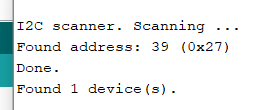 I2C scanner. Scanning ...
Found address: 39 (0x27)
Done.
Found 1 device(s).